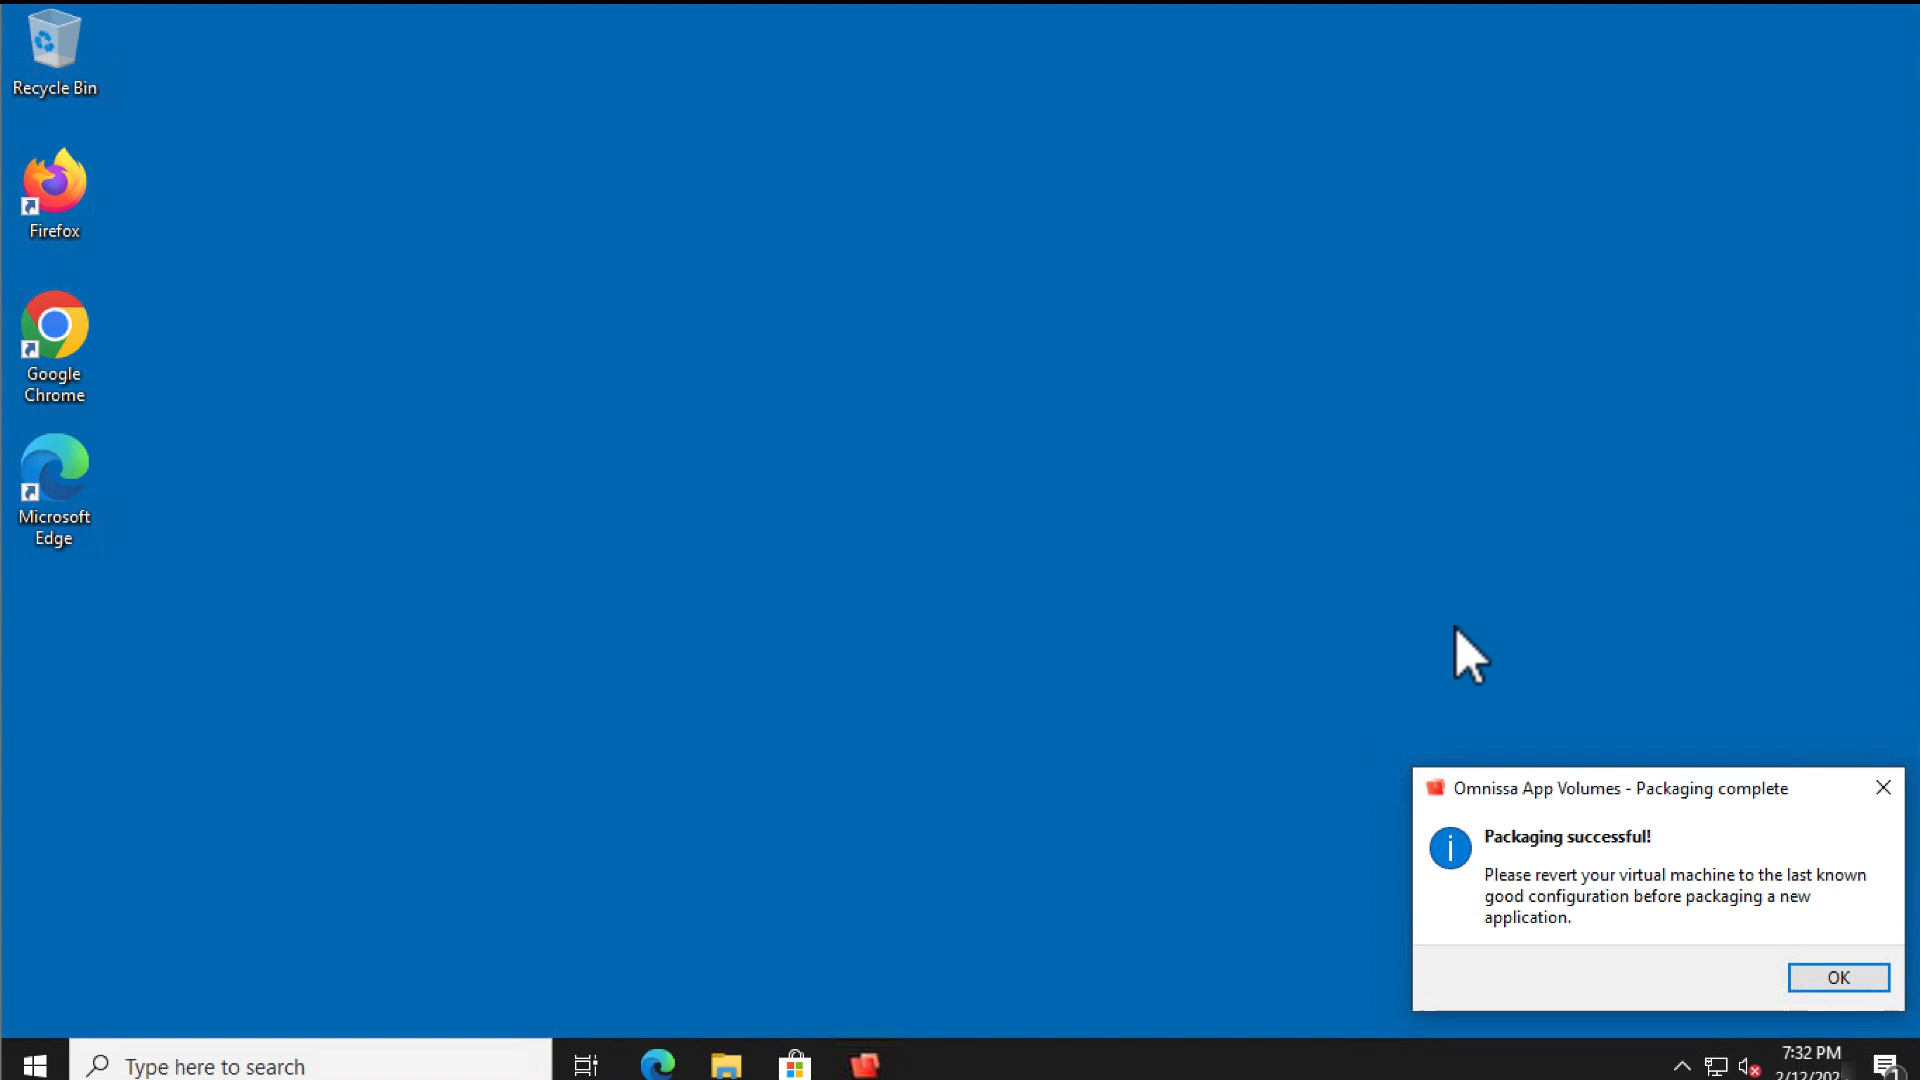 Recycle Bin
Firefox
Google
Chrome
Microsoft
Edge
Omnissa App Volumes - Packaging complete
Packaging successful!
Please revert your virtual machine to the last known
good configuration before packaging a new
application.
OK
Type here to search
7:32 PM
2/12/202
1